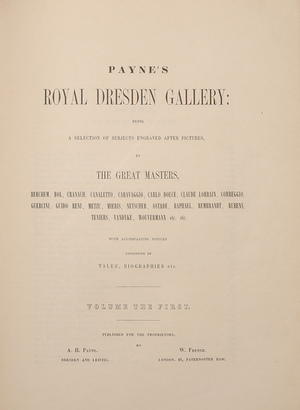 PAYNE'S
ROYAL DRESDEN GALLERY:
BEING
A SELECTION OF SUBJECTS ENGRAVED AFTER PICTURES,
BY
THE GREAT MASTERS,
BERCHEM, BOL, CRANACH, CANALETTO, CARAVAGGIO, CARLO DOLCE, CLAUDE LORRAIN, CORREGGIO,
GUERCINI, GUIDO RENI, METZU, MIERIS, NETSCHER, OSTADE, RAPHAEL, REMBRANDT, RUBENS,
TENIERS, VANDYKE, WOUVERMANN etc. etc.
WITH ACCOMPANYING NOTICES
CONSISTING OF
TALES, BIOGRAPHIES etc.
VOLUME THE FIRST.
PUBLISHED FOR THE PROPRIETORS,
BY
A. H. PAYNE, W. FRENCH,
DRESDEN AND LEIPZIG. LONDON, 67, PATERNOSTER ROW.